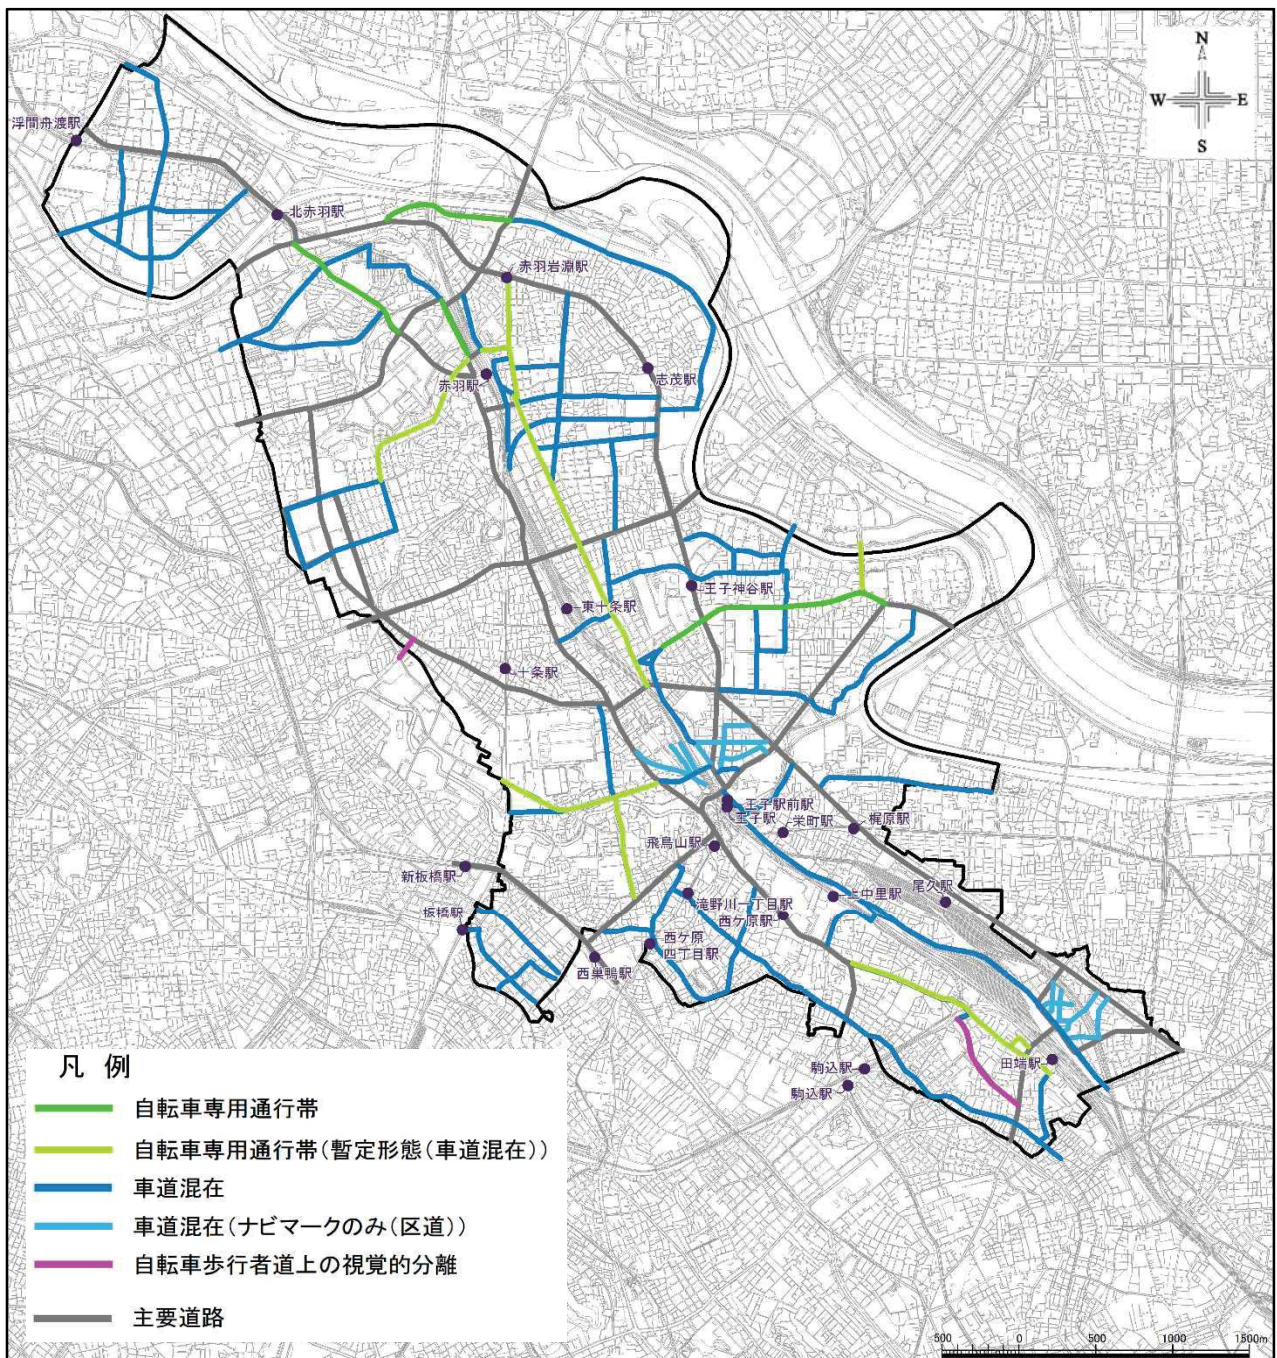 N
W E
S
浮間舟渡駅
北赤羽駅
赤羽岩淵駅
赤羽駅
志茂駅
王子神谷駅
東十条駅
十条駅
王子駅前駅
王子駅
栄町駅
梶原駅
飛鳥山駅
新板橋駅
板橋駅
滝野川一丁目駅
西ケ原駅
上中里駅
尾久駅
西ケ原
四丁目駅
西巣鴨駅
駒込駅
駒込駅
田端駅
凡 例
自転車専用通行帯
自転車専用通行帯(暫定形態(車道混在))
車道混在
車道混在(ナビマークのみ(区道))
自転車歩行者道上の視覚的分離
主要道路
500 0 500 1000 1500m